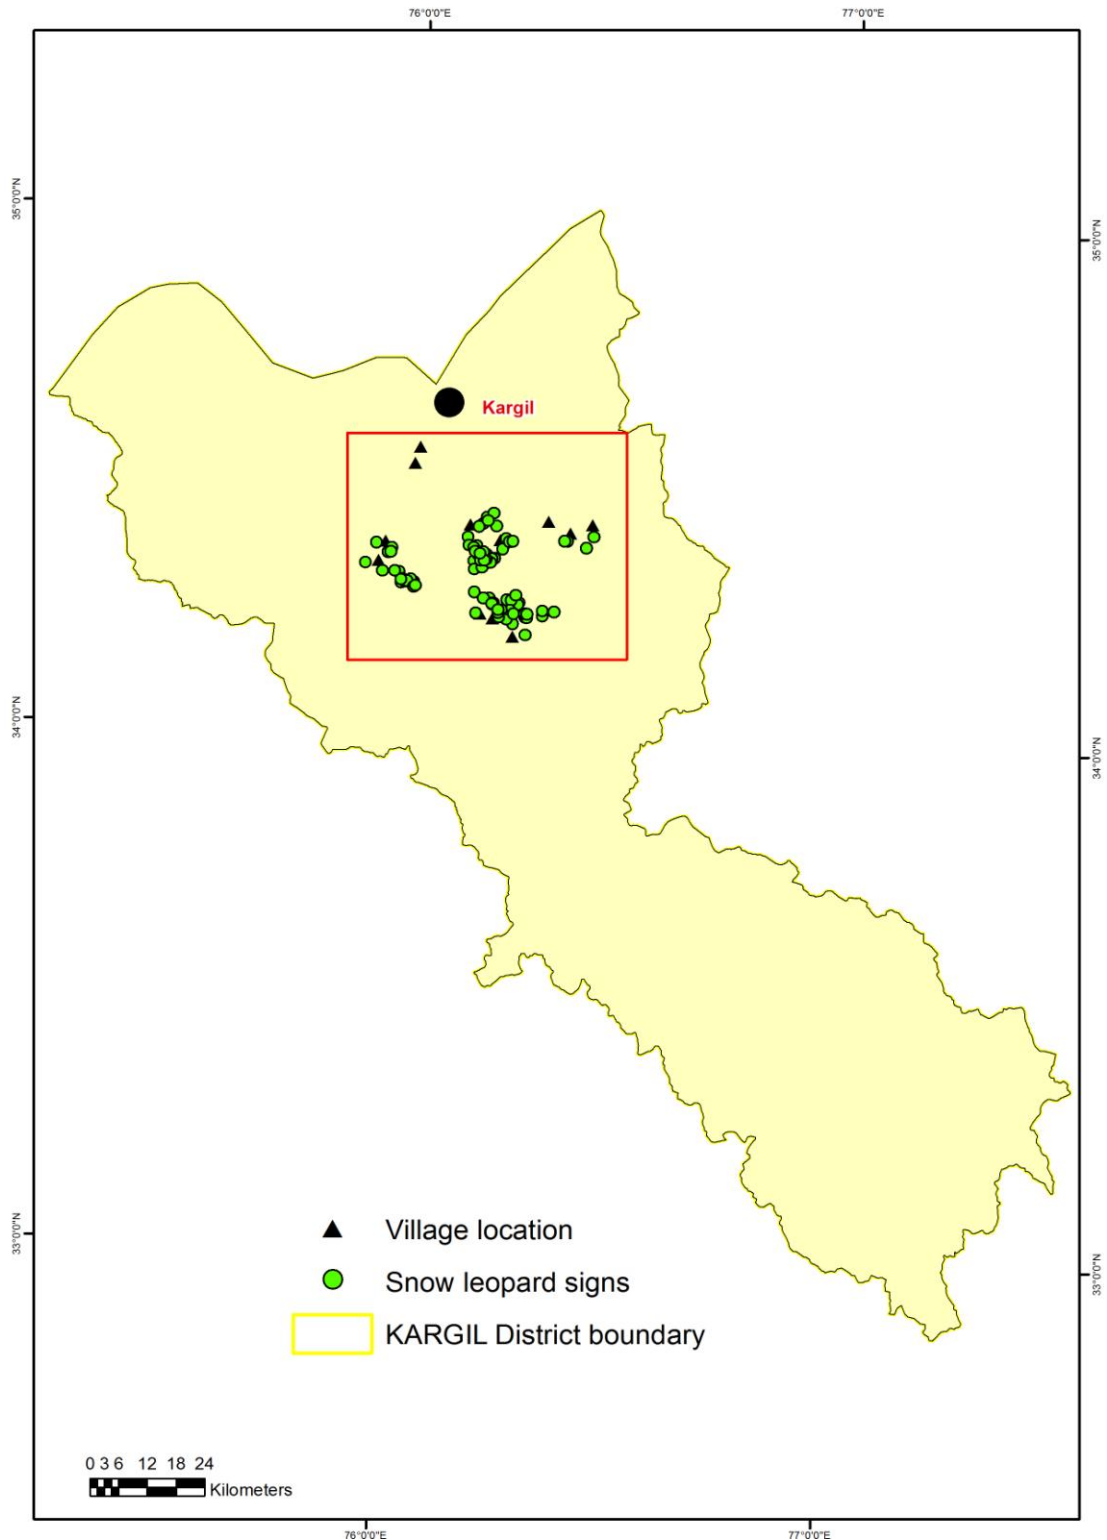 76°0'0"E
77°0'0"E
35°0'0"N
35°0'0"N
Kargil
34°0'0"N
34°0'0"N
Village location
33°0'0"N
Snow leopard signs
33°0'0"N
KARGIL District boundary
0 3 6 12 18 24
Kilometers
76°0'0"E
77°0'0"E